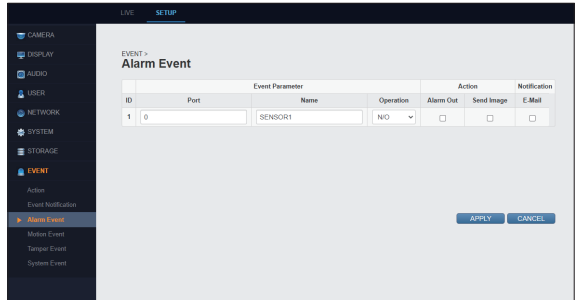 LIVE SETUP
CAMERA
DISPLAY
AUDIO
USER
NETWORK
SYSTEM
STORAGE
EVENT
Action
Event Notification
Alarm Event
Motion Event
Tamper Event
System Event
EVENT >
Alarm Event
Event Parameter Action Notification
ID Port Name Operation Alarm Out Send Image E-Mail
1 0 SENSOR1 N/O
APPLY CANCEL